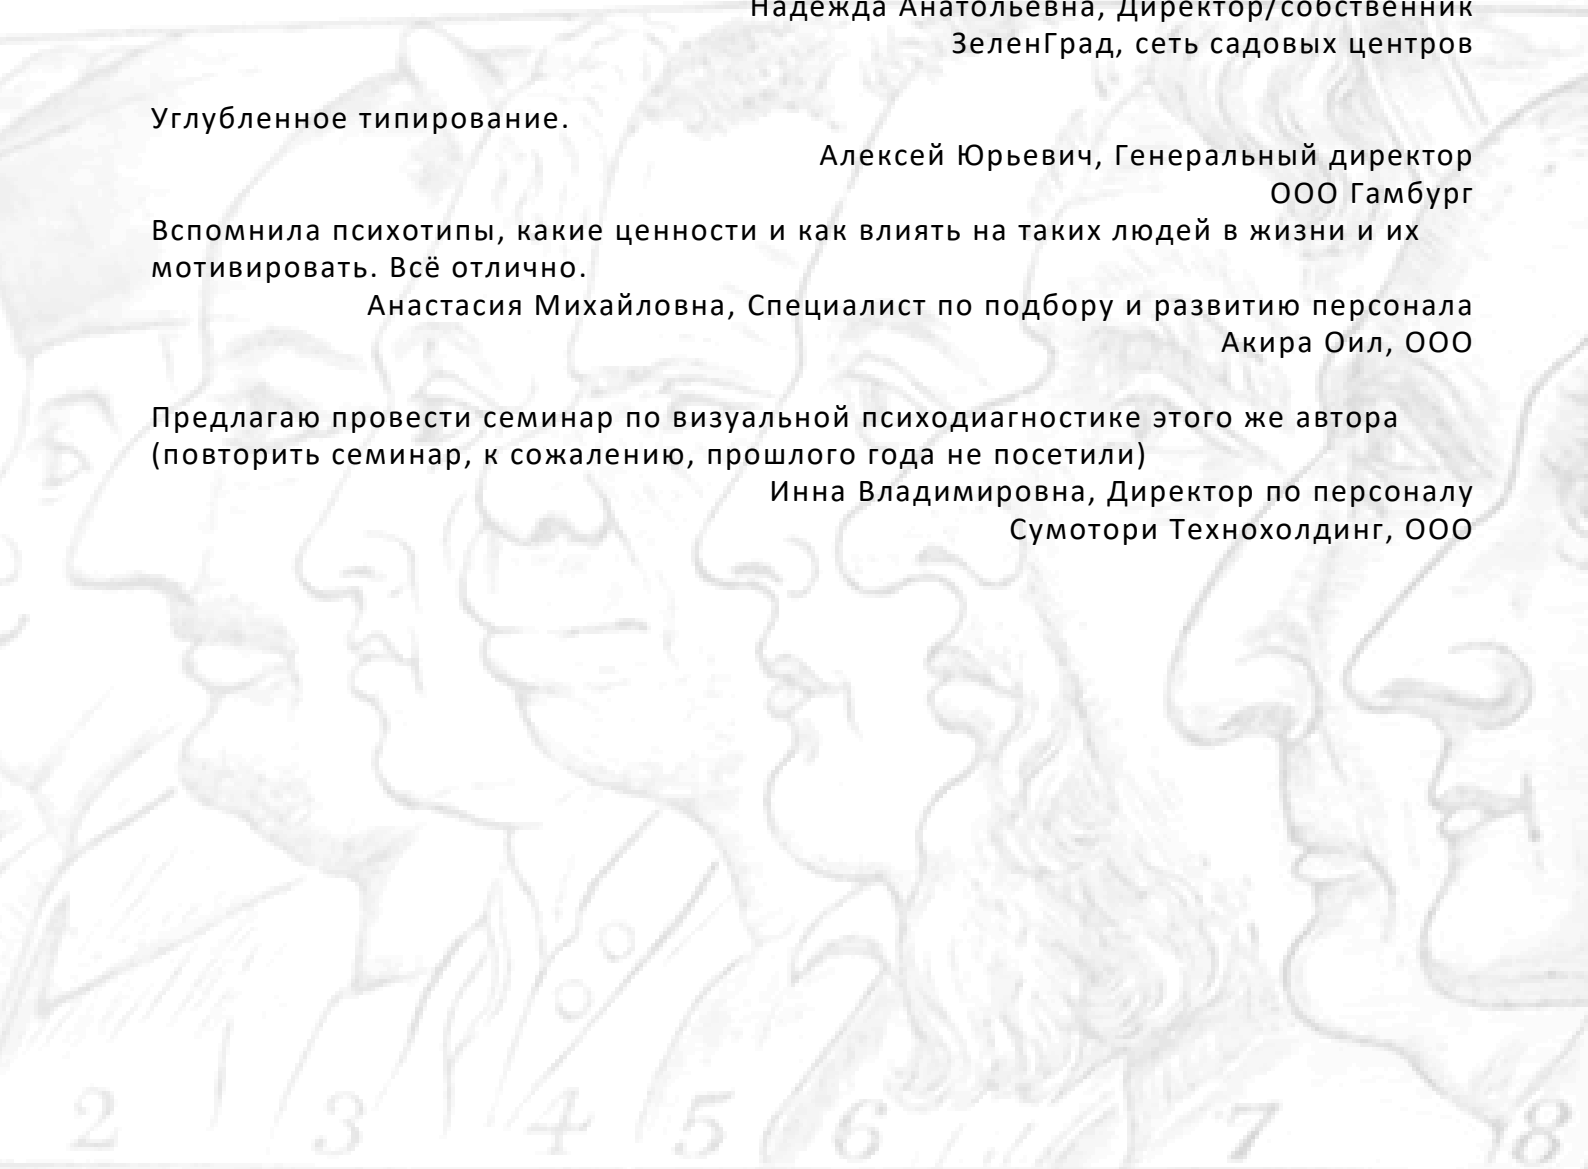 Надежда Анатольевна, Директор/собственник
ЗеленГрад, сеть садовых центров
Углубленное типирование.
Алексей Юрьевич, Генеральный директор
ООО Гамбург
Вспомнила психотипы, какие ценности и как влиять на таких людей в жизни и их
мотивировать. Всё отлично.
Анастасия Михайловна, Специалист по подбору и развитию персонала
Акира Оил, ООО
Предлагаю провести семинар по визуальной психодиагностике этого же автора
(повторить семинар, к сожалению, прошлого года не посетили)
Инна Владимировна, Директор по персоналу
Сумотори Технохолдинг, ООО
2 3 4 5 6 7 8